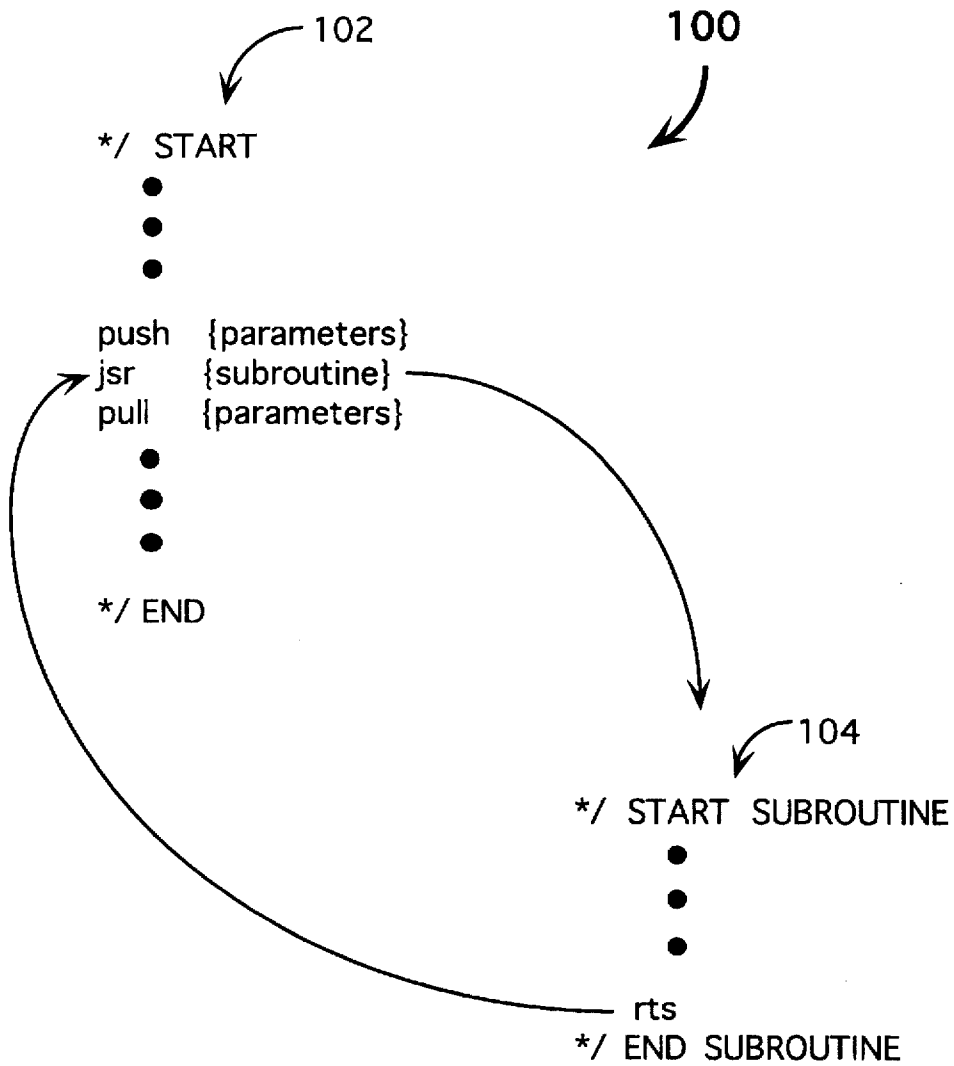 102
100
*/ START
push {parameters}
jsr {subroutine}
pull {parameters}
*/ END
104
*/ START SUBROUTINE
rts
*/ END SUBROUTINE